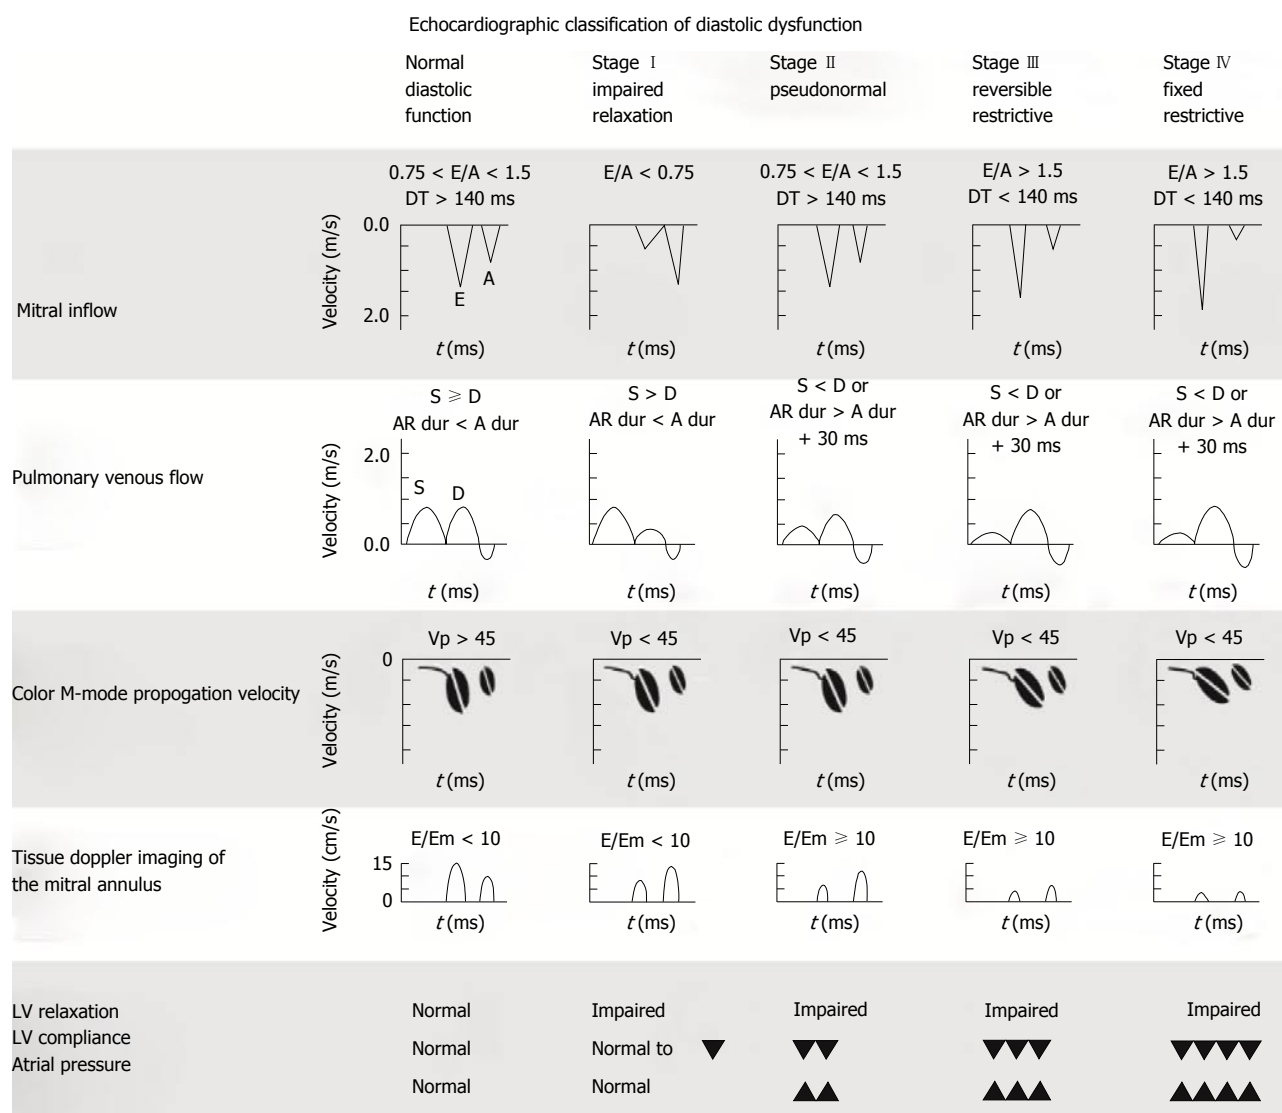 Echocardiographic classification of diastolic dysfunction
Normal
diastolic
function
Stage Ⅰ
impaired
relaxation
Stage Ⅱ
pseudonormal
Stage Ⅲ
reversible
restrictive
Stage Ⅳ
fixed
restrictive
Mitral inflow
Velocity (m/s)
0.75 < E/A < 1.5
DT > 140 ms
0.0
2.0
E
A
t (ms)
E/A < 0.75
t (ms)
0.75 < E/A < 1.5
DT > 140 ms
t (ms)
E/A > 1.5
DT < 140 ms
t (ms)
E/A > 1.5
DT < 140 ms
t (ms)
Pulmonary venous flow
Velocity (m/s)
S ≥ D
AR dur < A dur
2.0
0.0
S
D
t (ms)
S > D
AR dur < A dur
t (ms)
S < D or
AR dur > A dur
+ 30 ms
t (ms)
S < D or
AR dur > A dur
+ 30 ms
t (ms)
S < D or
AR dur > A dur
+ 30 ms
t (ms)
Color M-mode propogation velocity
Velocity (m/s)
Vp > 45
0
t (ms)
Vp < 45
t (ms)
Vp < 45
t (ms)
Vp < 45
t (ms)
Vp < 45
t (ms)
Tissue doppler imaging of
the mitral annulus
Velocity (cm/s)
E/Em < 10
15
0
t (ms)
E/Em < 10
t (ms)
E/Em ≥ 10
t (ms)
E/Em ≥ 10
t (ms)
E/Em ≥ 10
t (ms)
LV relaxation
LV compliance
Atrial pressure
Normal
Impaired
Impaired
Impaired
Impaired
Normal
Normal to ▼
▼▼
▼▼▼
▼▼▼▼
Normal
Normal
▲▲
▲▲▲
▲▲▲▲